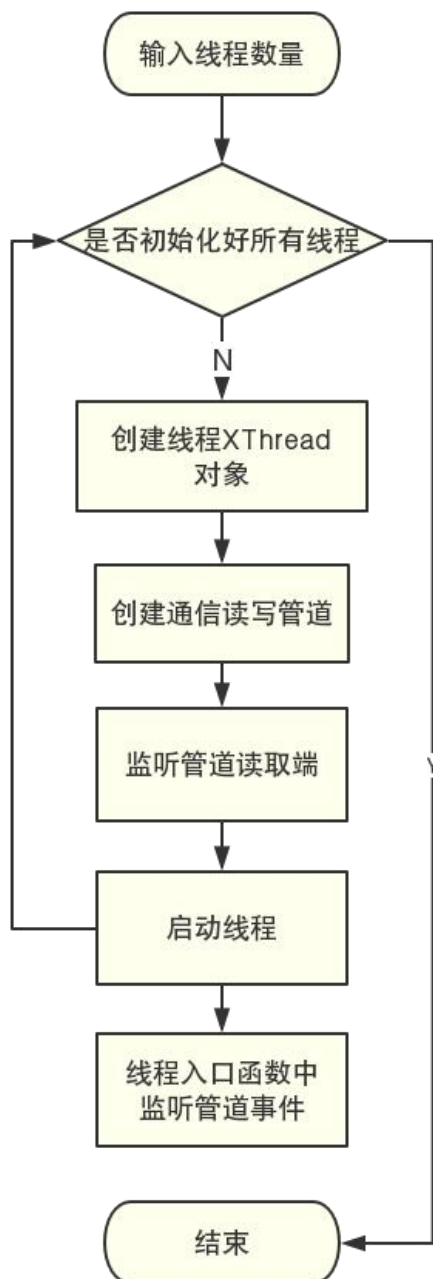 输入线程数量
是否初始化好所有线程
N
创建线程XThread
对象
创建通信读写管道
监听管道读取端
Y
启动线程
线程入口函数中
监听管道事件
结束